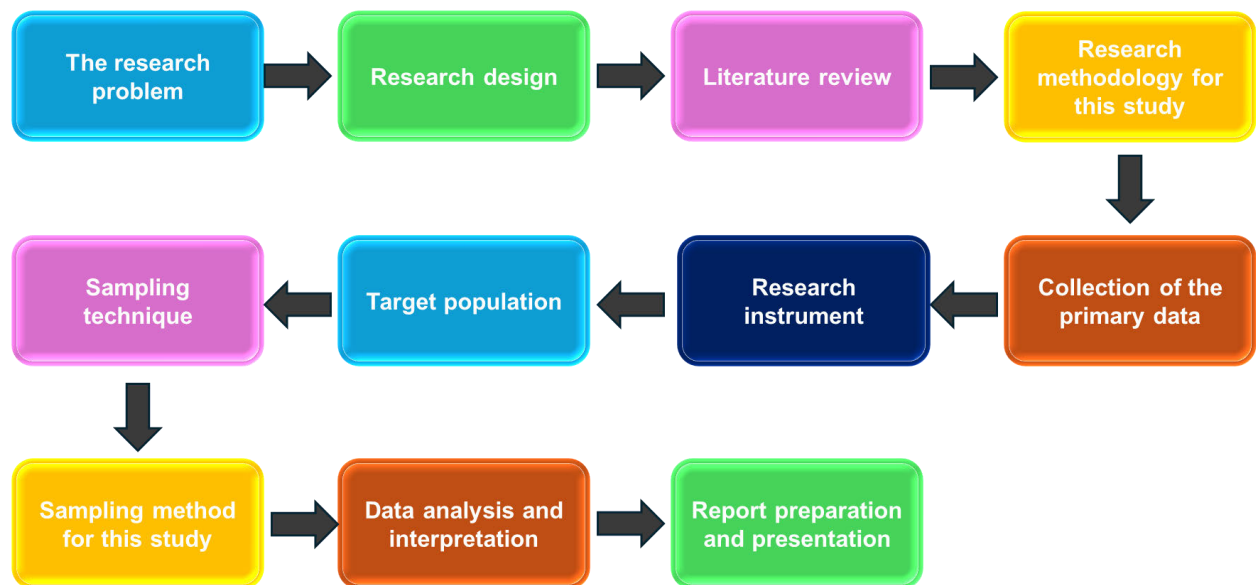 The research
problem
Research design
Literature review
Research
methodology for
this study
Collection of the
primary data
Research
instrument
Target population
Sampling
technique
Sampling method
for this study
Data analysis and
interpretation
Report preparation
and presentation